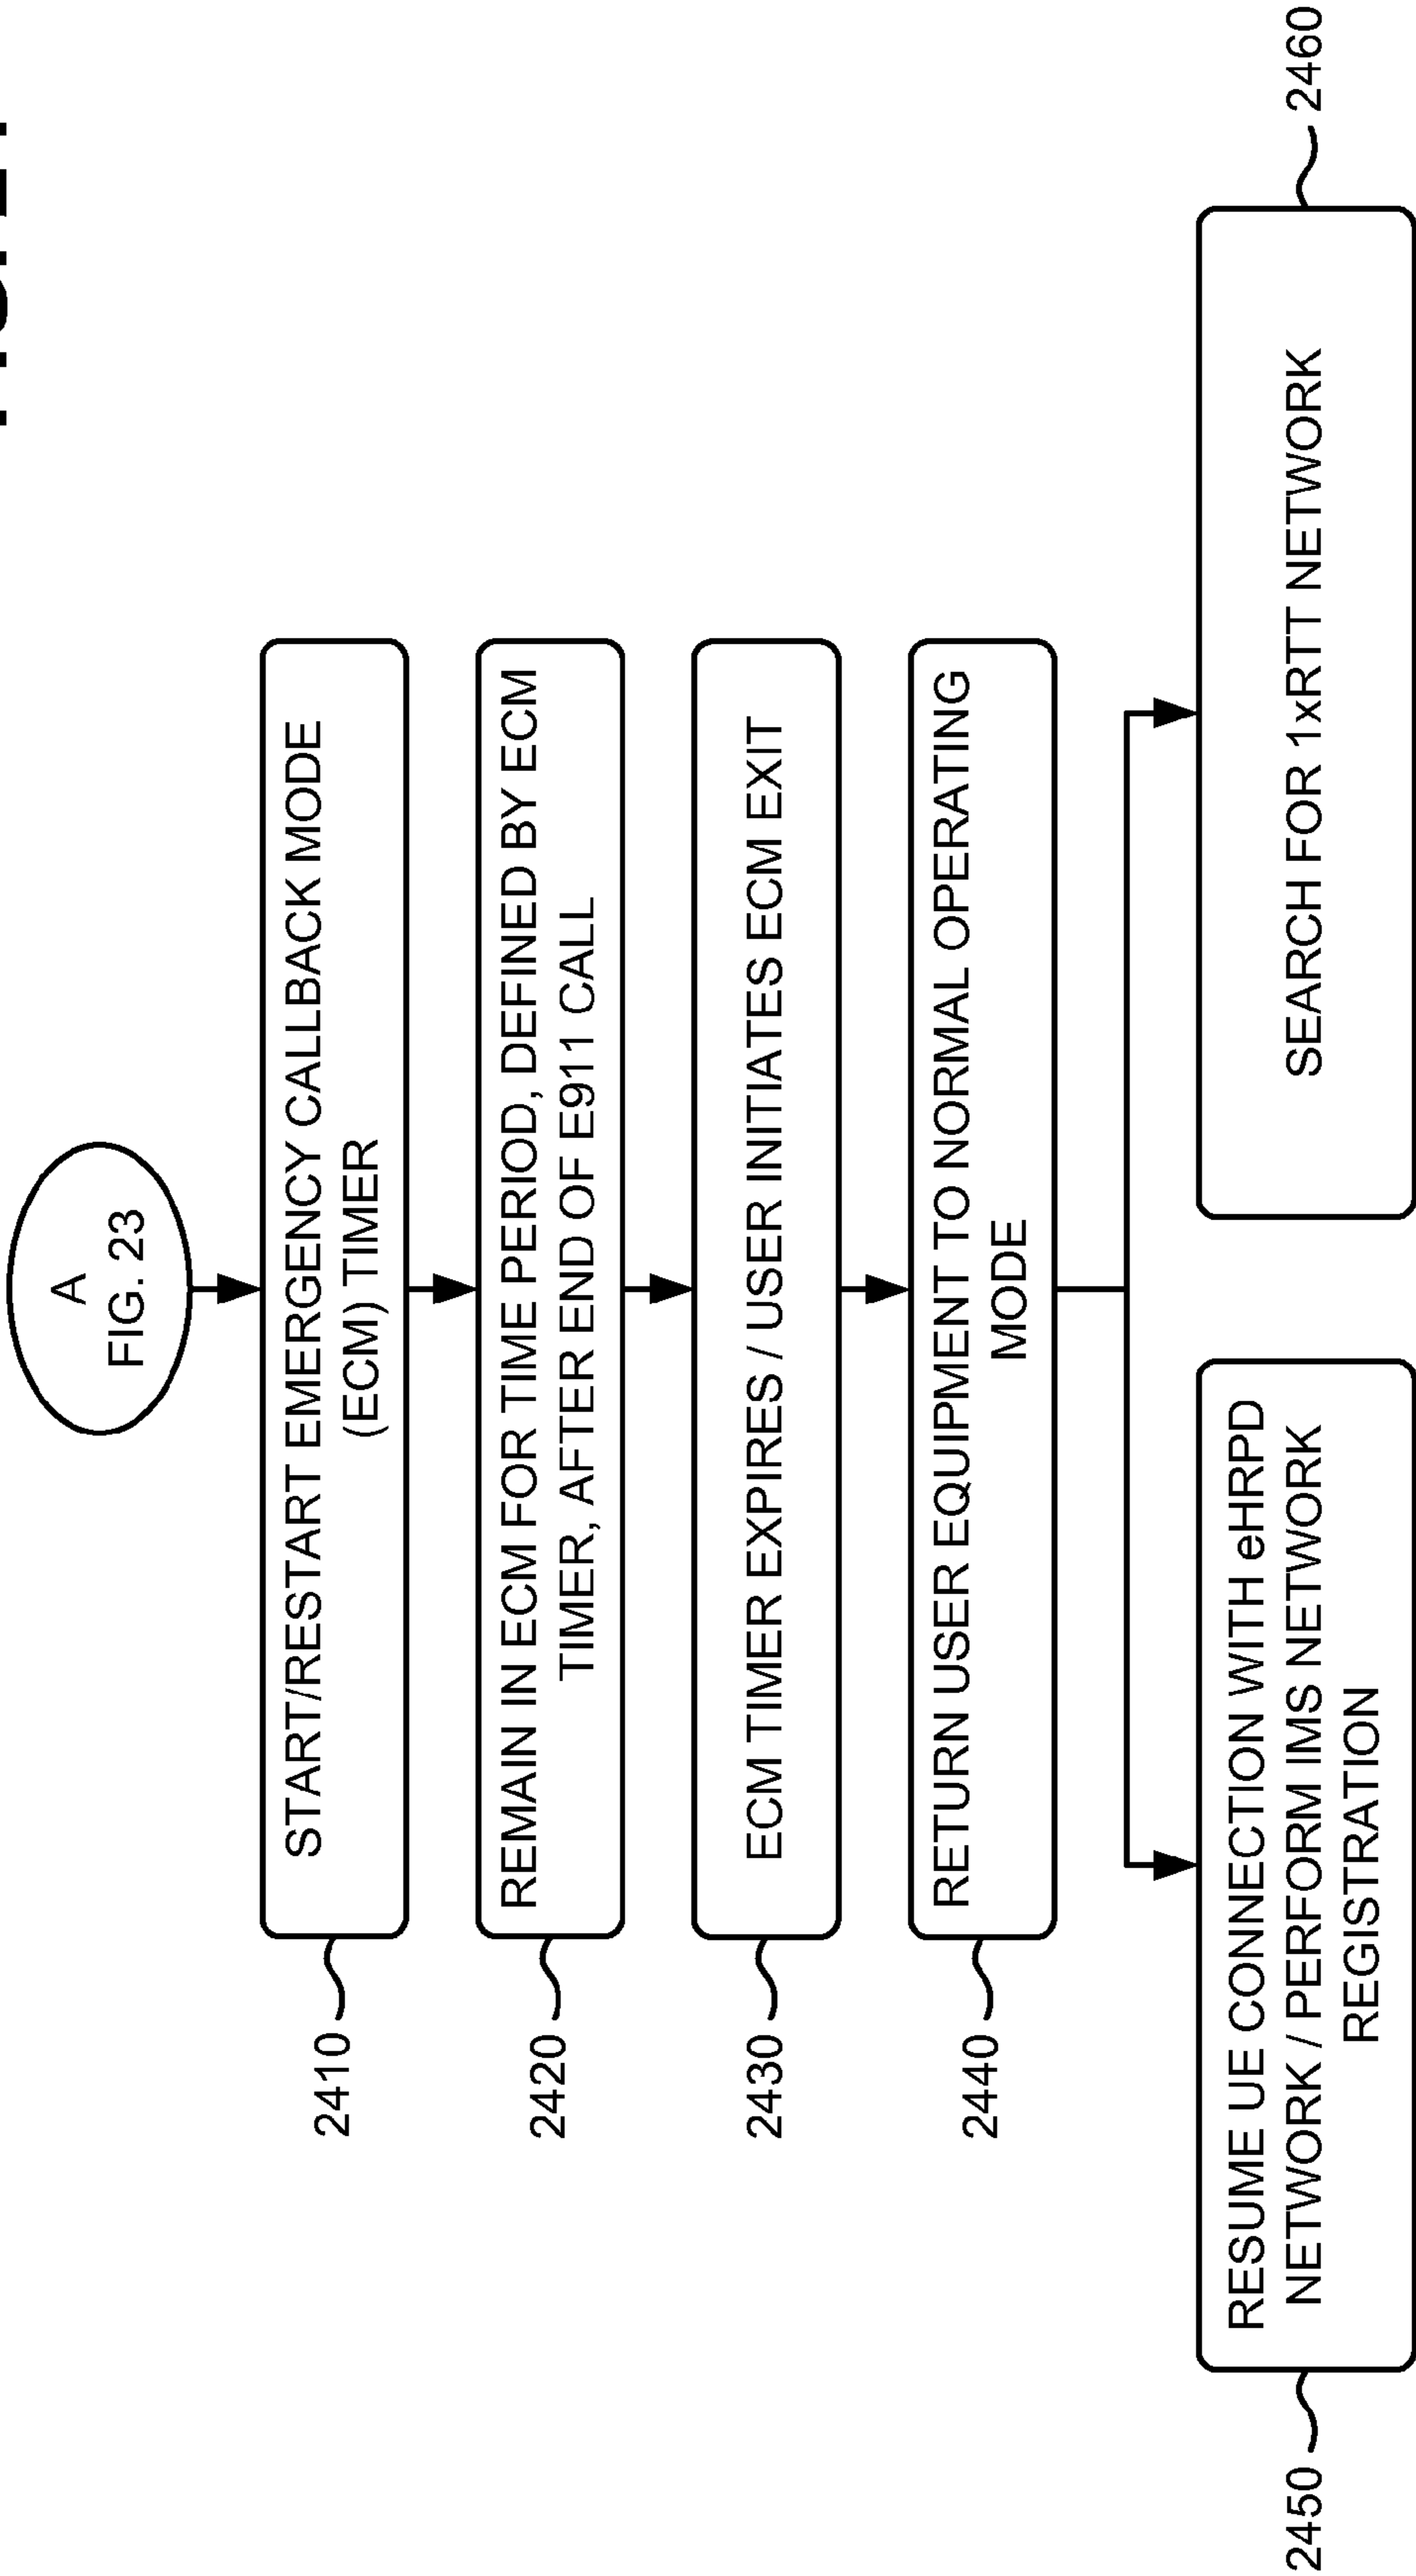 A
FIG. 23
START/RESTART EMERGENCY CALLBACK MODE
(ECM) TIMER
2410
REMAIN IN ECM FOR TIME PERIOD, DEFINED BY ECM
TIMER, AFTER END OF E911 CALL
2420
ECM TIMER EXPIRES / USER INITIATES ECM EXIT
2430
RETURN USER EQUIPMENT TO NORMAL OPERATING
MODE
2440
RESUME UE CONNECTION WITH eHRPD
NETWORK / PERFORM IMS NETWORK
REGISTRATION
2450
SEARCH FOR 1xRTT NETWORK
2460